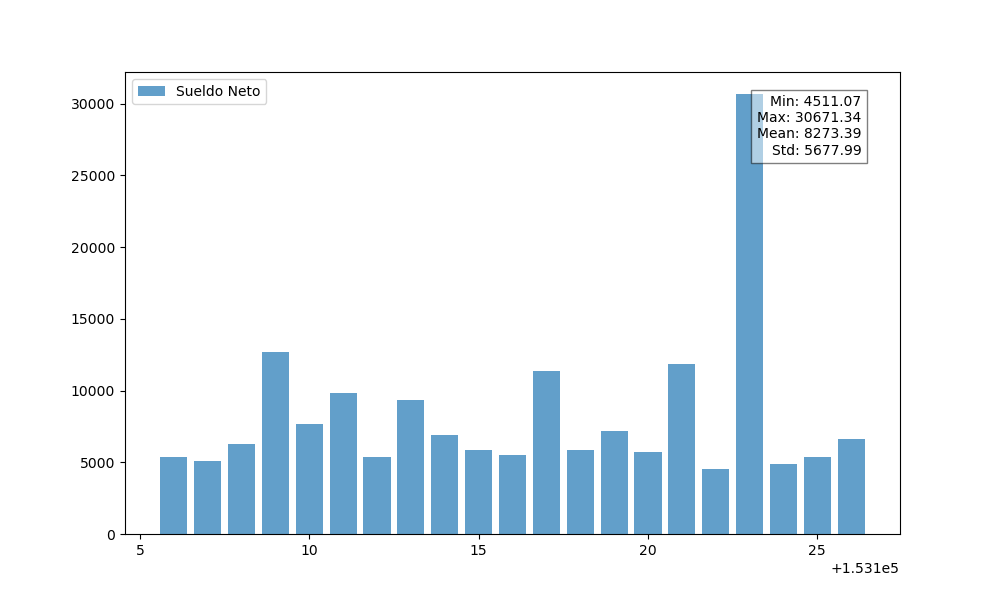 Sueldo Neto
Min: 4511.07
Max: 30671.34
Mean: 8273.39
Std: 5677.99
30000
25000
20000
15000
10000
5000
0
5 10 15 20 25
+1.531e5